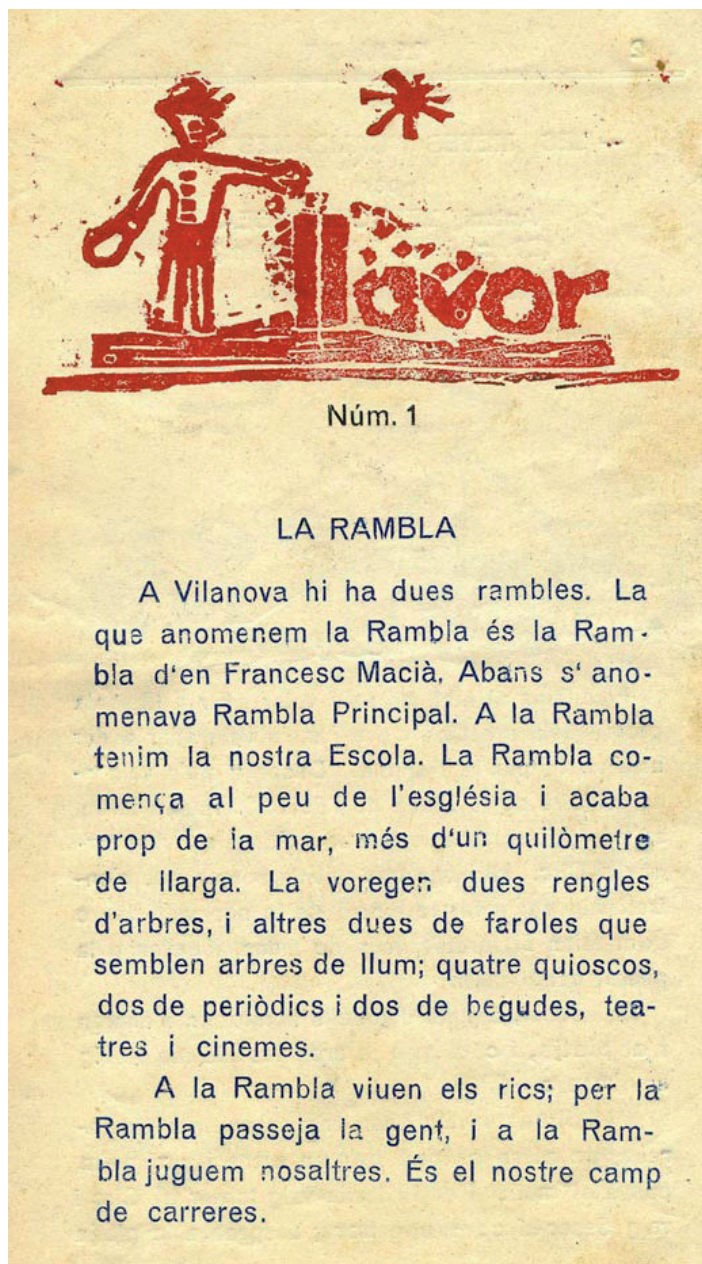 llavor
Núm. 1
LA RAMBLA
A Vilanova hi ha dues rambles. La
que anomenem la Rambla és la Ram-
bla d'en Francesc Macià. Abans s' ano-
menava Rambla Principal. A la Rambla
tenim la nostra Escola. La Rambla co-
mença al peu de l'església i acaba
prop de la mar, més d'un quilòmetre
de llarga. La voregen dues rengles
d'arbres, i altres dues de faroles que
semblen arbres de llum; quatre quioscos,
dos de periòdics i dos de begudes, tea-
tres i cinemes.
A la Rambla viuen els rics; per la
Rambla passeja la gent, i a la Ram-
bla juguem nosaltres. És el nostre camp
de carreres.